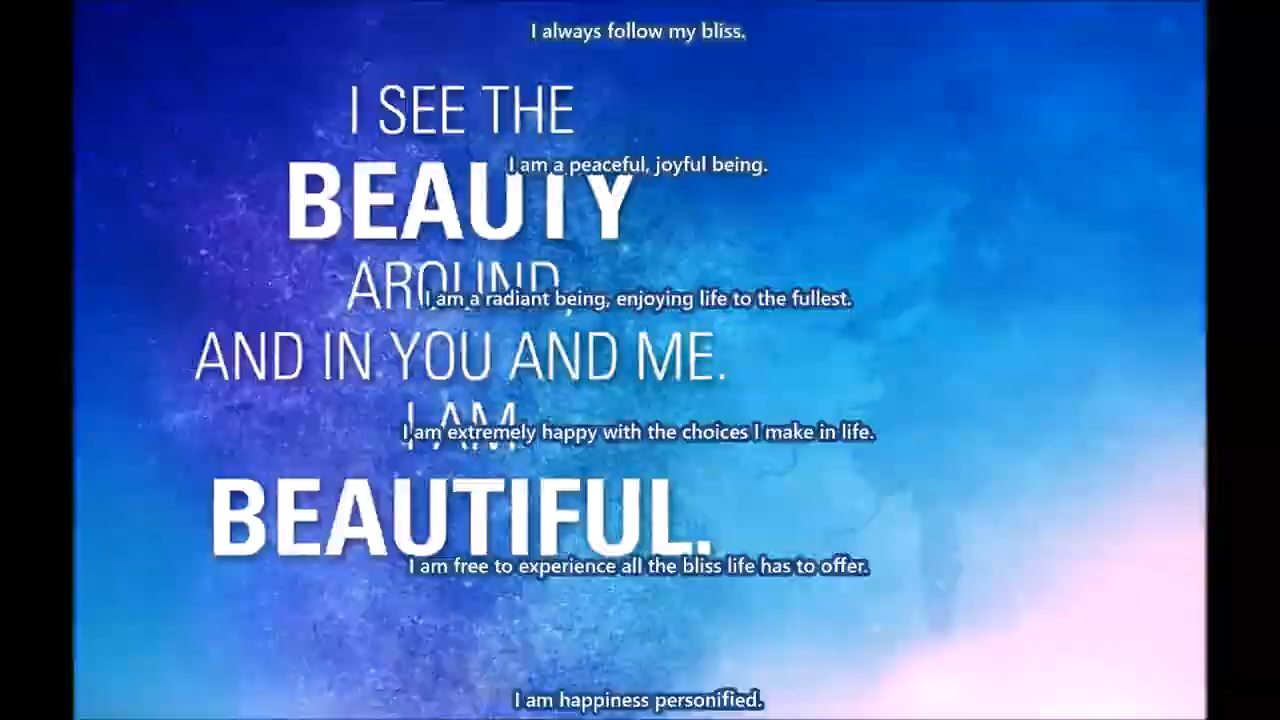 I always follow my bliss.
I SEE THE
I am a peaceful, joyful being.
BEAUTY
AROUND,
I am a radiant being, enjoying life to the fullest.
AND IN YOU AND ME.
I AM
I am extremely happy with the choices I make in life.
BEAUTIFUL.
I am free to experience all the bliss life has to offer.
I am happiness personified.